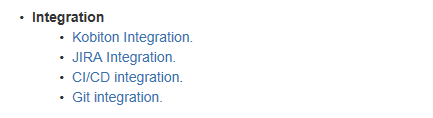 • Integration
• Kobiton Integration.
• JIRA Integration.
• CI/CD integration.
• Git integration.